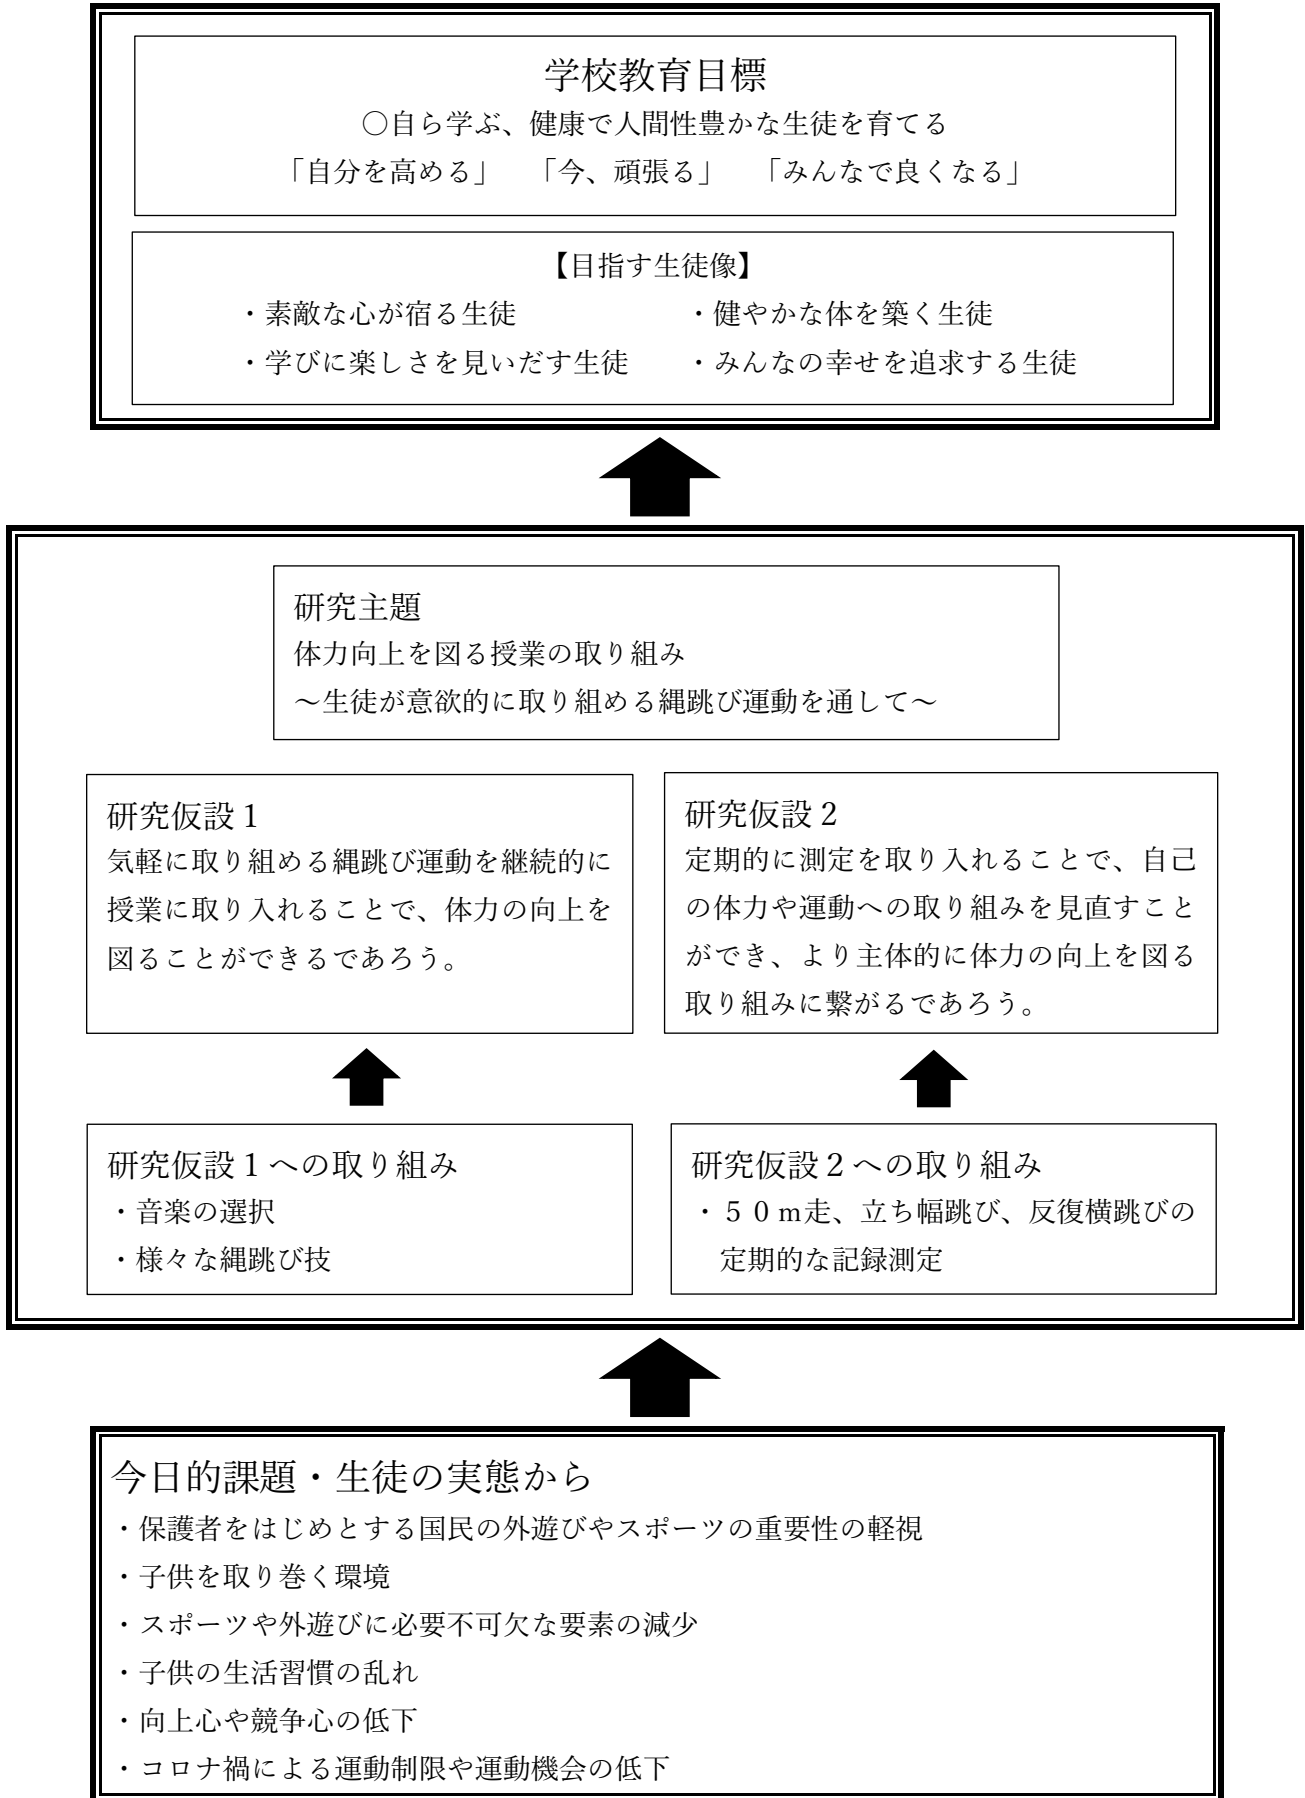 学校教育目標
○自ら学ぶ、健康で人間性豊かな生徒を育てる
「自分を高める」　「今、頑張る」　「みんなで良くなる」
【目指す生徒像】
・素敵な心が宿る生徒　・健やかな体を築く生徒
・学びに楽しさを見いだす生徒　・みんなの幸せを追求する生徒
研究主題
体力向上を図る授業の取り組み
～生徒が意欲的に取り組める縄跳び運動を通して～
研究仮設１
気軽に取り組める縄跳び運動を継続的に
授業に取り入れることで、体力の向上を
図ることができるであろう。
研究仮設２
定期的に測定を取り入れることで、自己
の体力や運動への取り組みを見直すこと
ができ、より主体的に体力の向上を図る
取り組みに繋がるであろう。
研究仮設１への取り組み
・音楽の選択
・様々な縄跳び技
研究仮設２への取り組み
・５０ｍ走、立ち幅跳び、反復横跳びの
定期的な記録測定
今日的課題・生徒の実態から
・保護者をはじめとする国民の外遊びやスポーツの重要性の軽視
・子供を取り巻く環境
・スポーツや外遊びに必要不可欠な要素の減少
・子供の生活習慣の乱れ
・向上心や競争心の低下
・コロナ禍による運動制限や運動機会の低下